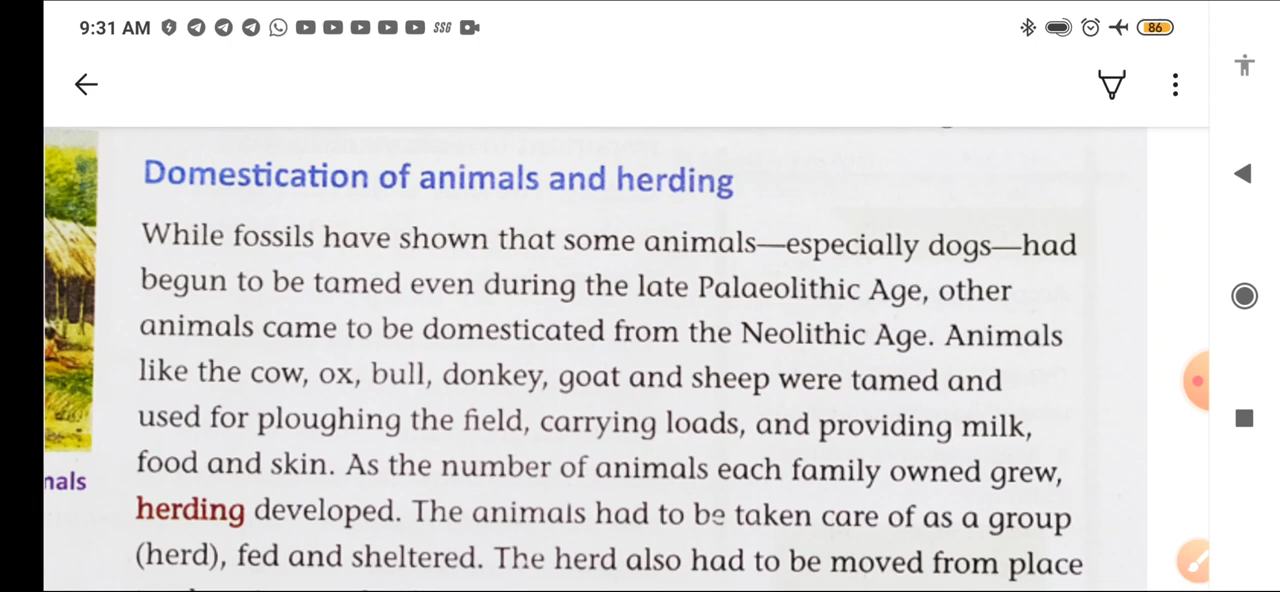 9:31 AM SSG 86
Domestication of animals and herding
While fossils have shown that some animals—especially dogs—had
begun to be tamed even during the late Palaeolithic Age, other
animals came to be domesticated from the Neolithic Age. Animals
like the cow, ox, bull, donkey, goat and sheep were tamed and
used for ploughing the field, carrying loads, and providing milk,
food and skin. As the number of animals each family owned grew,
nals
herding developed. The animals had to be taken care of as a group
(herd), fed and sheltered. The herd also had to be moved from place